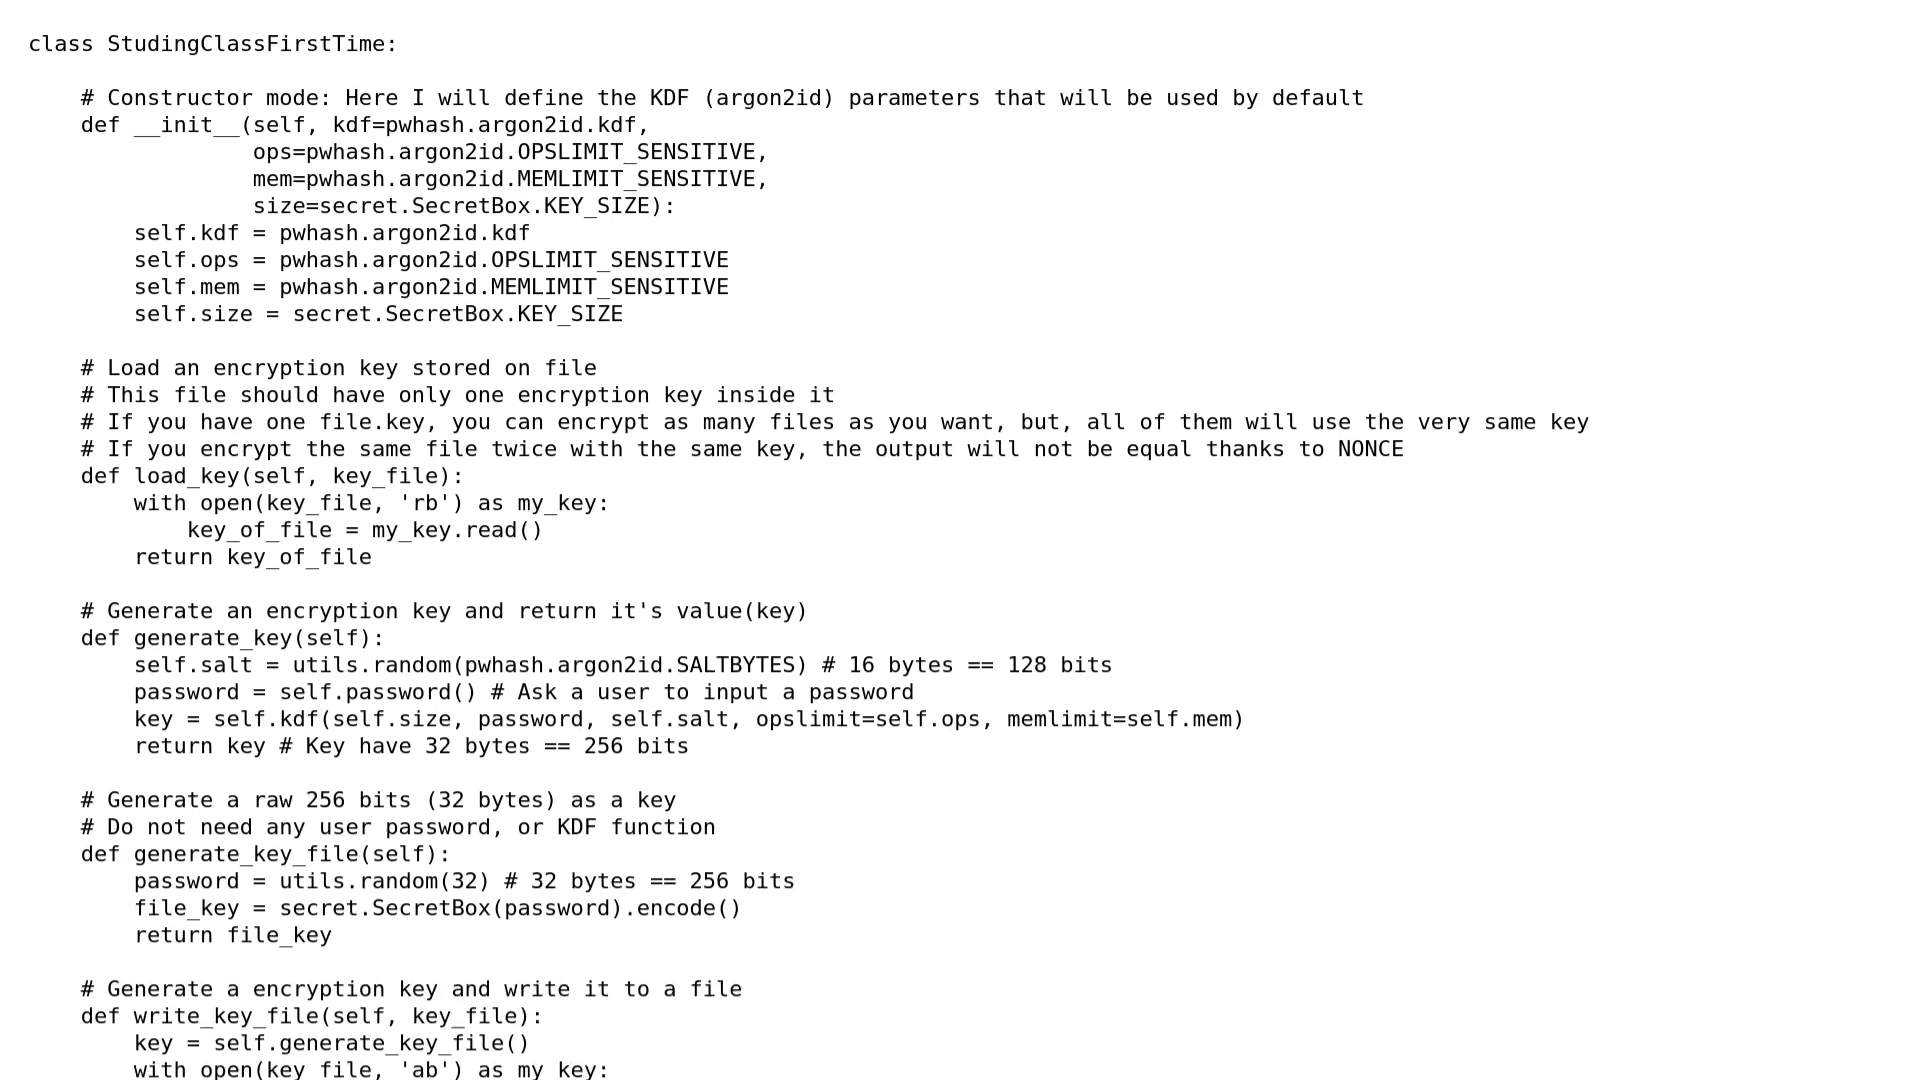 class StudingClassFirstTime:

    # Constructor mode: Here I will define the KDF (argon2id) parameters that will be used by default
    def __init__(self, kdf=pwhash.argon2id.kdf,
                 ops=pwhash.argon2id.OPSLIMIT_SENSITIVE,
                 mem=pwhash.argon2id.MEMLIMIT_SENSITIVE,
                 size=secret.SecretBox.KEY_SIZE):
        self.kdf = pwhash.argon2id.kdf
        self.ops = pwhash.argon2id.OPSLIMIT_SENSITIVE
        self.mem = pwhash.argon2id.MEMLIMIT_SENSITIVE
        self.size = secret.SecretBox.KEY_SIZE

    # Load an encryption key stored on file
    # This file should have only one encryption key inside it
    # If you have one file.key, you can encrypt as many files as you want, but, all of them will use the very same key
    # If you encrypt the same file twice with the same key, the output will not be equal thanks to NONCE
    def load_key(self, key_file):
        with open(key_file, 'rb') as my_key:
            key_of_file = my_key.read()
        return key_of_file

    # Generate an encryption key and return it's value(key)
    def generate_key(self):
        self.salt = utils.random(pwhash.argon2id.SALTBYTES) # 16 bytes == 128 bits
        password = self.password() # Ask a user to input a password
        key = self.kdf(self.size, password, self.salt, opslimit=self.ops, memlimit=self.mem)
        return key # Key have 32 bytes == 256 bits

    # Generate a raw 256 bits (32 bytes) as a key
    # Do not need any user password, or KDF function
    def generate_key_file(self):
        password = utils.random(32) # 32 bytes == 256 bits
        file_key = secret.SecretBox(password).encode()
        return file_key

    # Generate a encryption key and write it to a file
    def write_key_file(self, key_file):
        key = self.generate_key_file()
        with open(key_file, 'ab') as my_key: